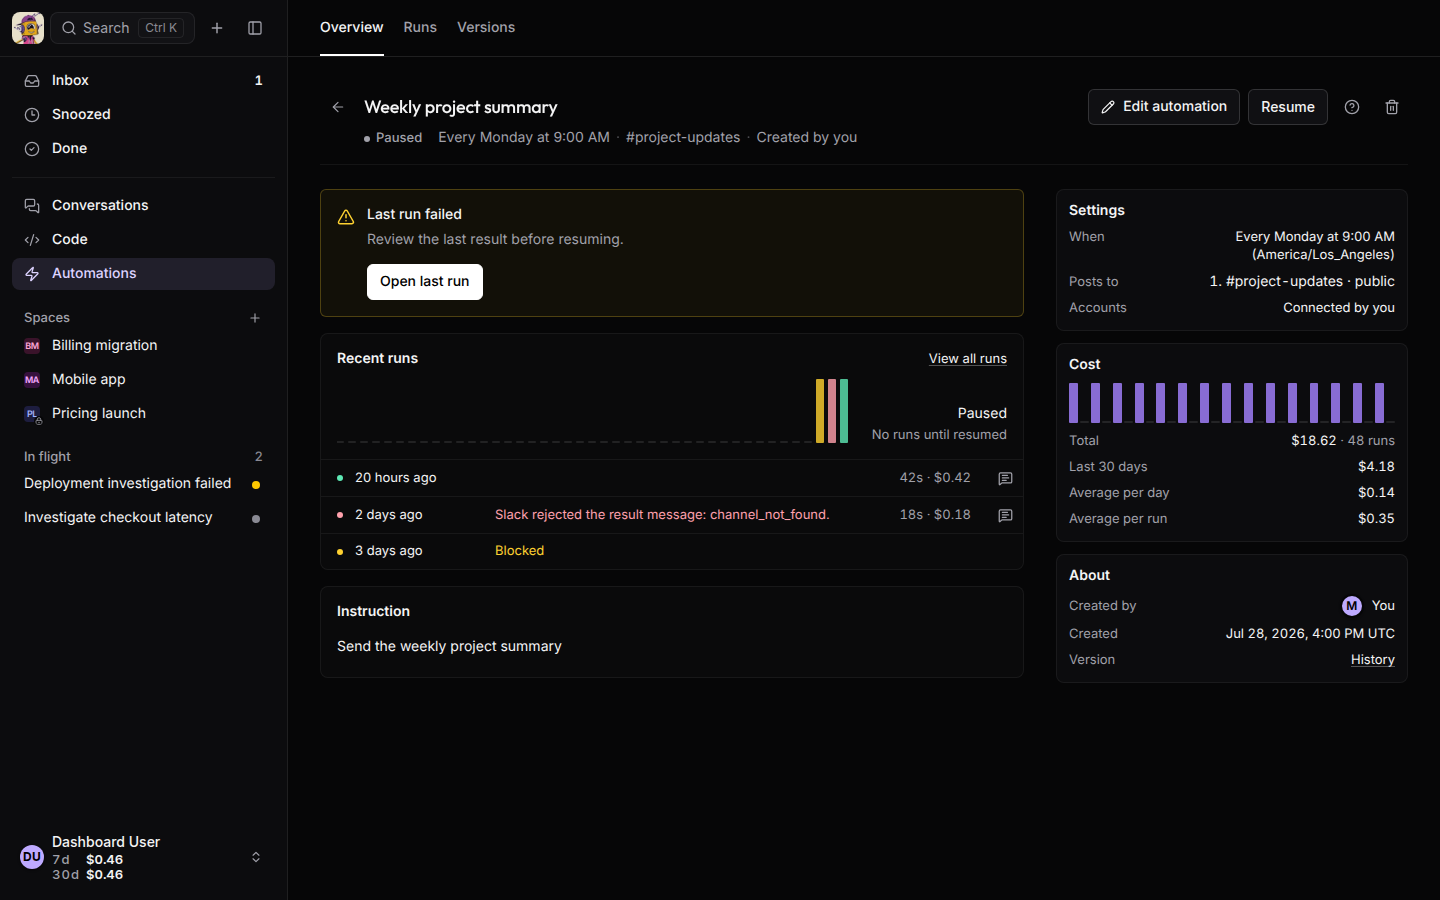 Search Ctrl K
Inbox 1
Snoozed
Done
Conversations
Code
Automations
Spaces
BM Billing migration
MA Mobile app
PL Pricing launch
In flight 2
Deployment investigation failed
Investigate checkout latency
DU Dashboard User
7d $0.46
30d $0.46
Overview Runs Versions
Weekly project summary
Paused Every Monday at 9:00 AM · #project-updates · Created by you
Edit automation Resume
Last run failed
Review the last result before resuming.
Open last run
Recent runs View all runs
Paused
No runs until resumed
20 hours ago 42s · $0.42
2 days ago Slack rejected the result message: channel_not_found. 18s · $0.18
3 days ago Blocked
Instruction
Send the weekly project summary
Settings
When Every Monday at 9:00 AM
(America/Los_Angeles)
Posts to 1. #project-updates · public
Accounts Connected by you
Cost
Total $18.62 · 48 runs
Last 30 days $4.18
Average per day $0.14
Average per run $0.35
About
Created by M You
Created Jul 28, 2026, 4:00 PM UTC
Version History